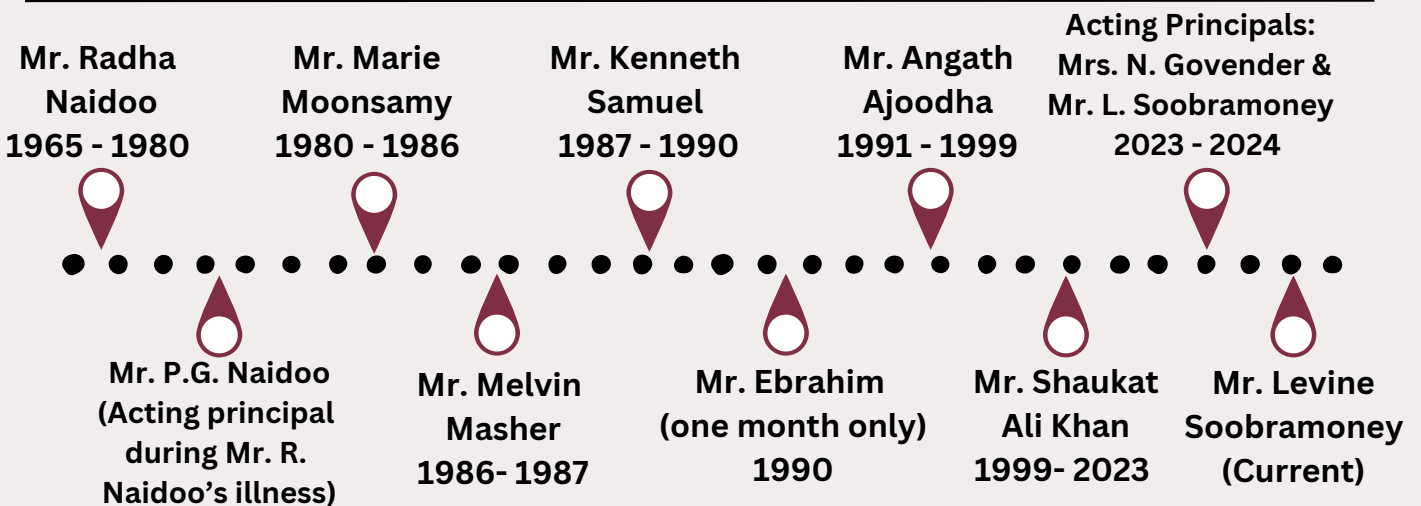 Mr. Radha
Naidoo
1965 - 1980
Mr. P.G. Naidoo
(Acting principal
during Mr. R.
Naidoo’s illness)
Mr. Marie
Moonsamy
1980 - 1986
Mr. Melvin
Masher
1986- 1987
Mr. Kenneth
Samuel
1987 - 1990
Mr. Ebrahim
(one month only)
1990
Mr. Angath
Ajoodha
1991 - 1999
Mr. Shaukat
Ali Khan
1999- 2023
Acting Principals:
Mrs. N. Govender &
Mr. L. Soobramoney
2023 - 2024
Mr. Levine
Soobramoney
(Current)